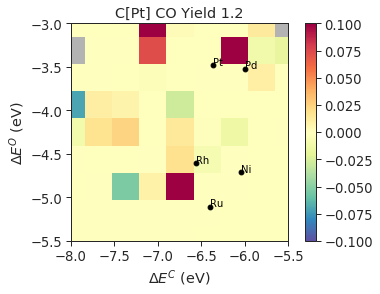 C[Pt] CO Yield 1.2
−3.0
−3.5
−4.0
−4.5
−5.0
−5.5
ΔE^O (eV)
Pt
Pd
Rh
Ni
Ru
−8.0 −7.5 −7.0 −6.5 −6.0 −5.5
ΔE^C (eV)
0.100
0.075
0.050
0.025
0.000
−0.025
−0.050
−0.075
−0.100